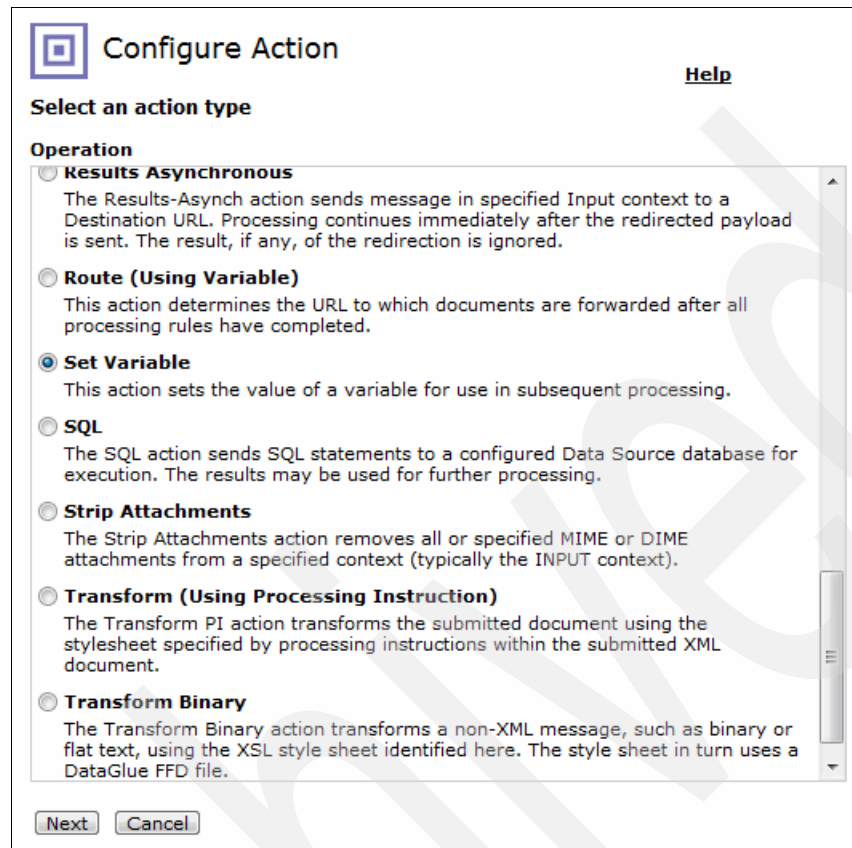 Configure Action
Help
Select an action type
Operation
Results Asynchronous
The Results-Asynch action sends message in specified Input context to a
Destination URL. Processing continues immediately after the redirected payload
is sent. The result, if any, of the redirection is ignored.
Route (Using Variable)
This action determines the URL to which documents are forwarded after all
processing rules have completed.
Set Variable
This action sets the value of a variable for use in subsequent processing.
SQL
The SQL action sends SQL statements to a configured Data Source database for
execution. The results may be used for further processing.
Strip Attachments
The Strip Attachments action removes all or specified MIME or DIME
attachments from a specified context (typically the INPUT context).
Transform (Using Processing Instruction)
The Transform PI action transforms the submitted document using the
stylesheet specified by processing instructions within the submitted XML
document.
Transform Binary
The Transform Binary action transforms a non-XML message, such as binary or
flat text, using the XSL style sheet identified here. The style sheet in turn uses a
DataGlue FFD file.
Next Cancel